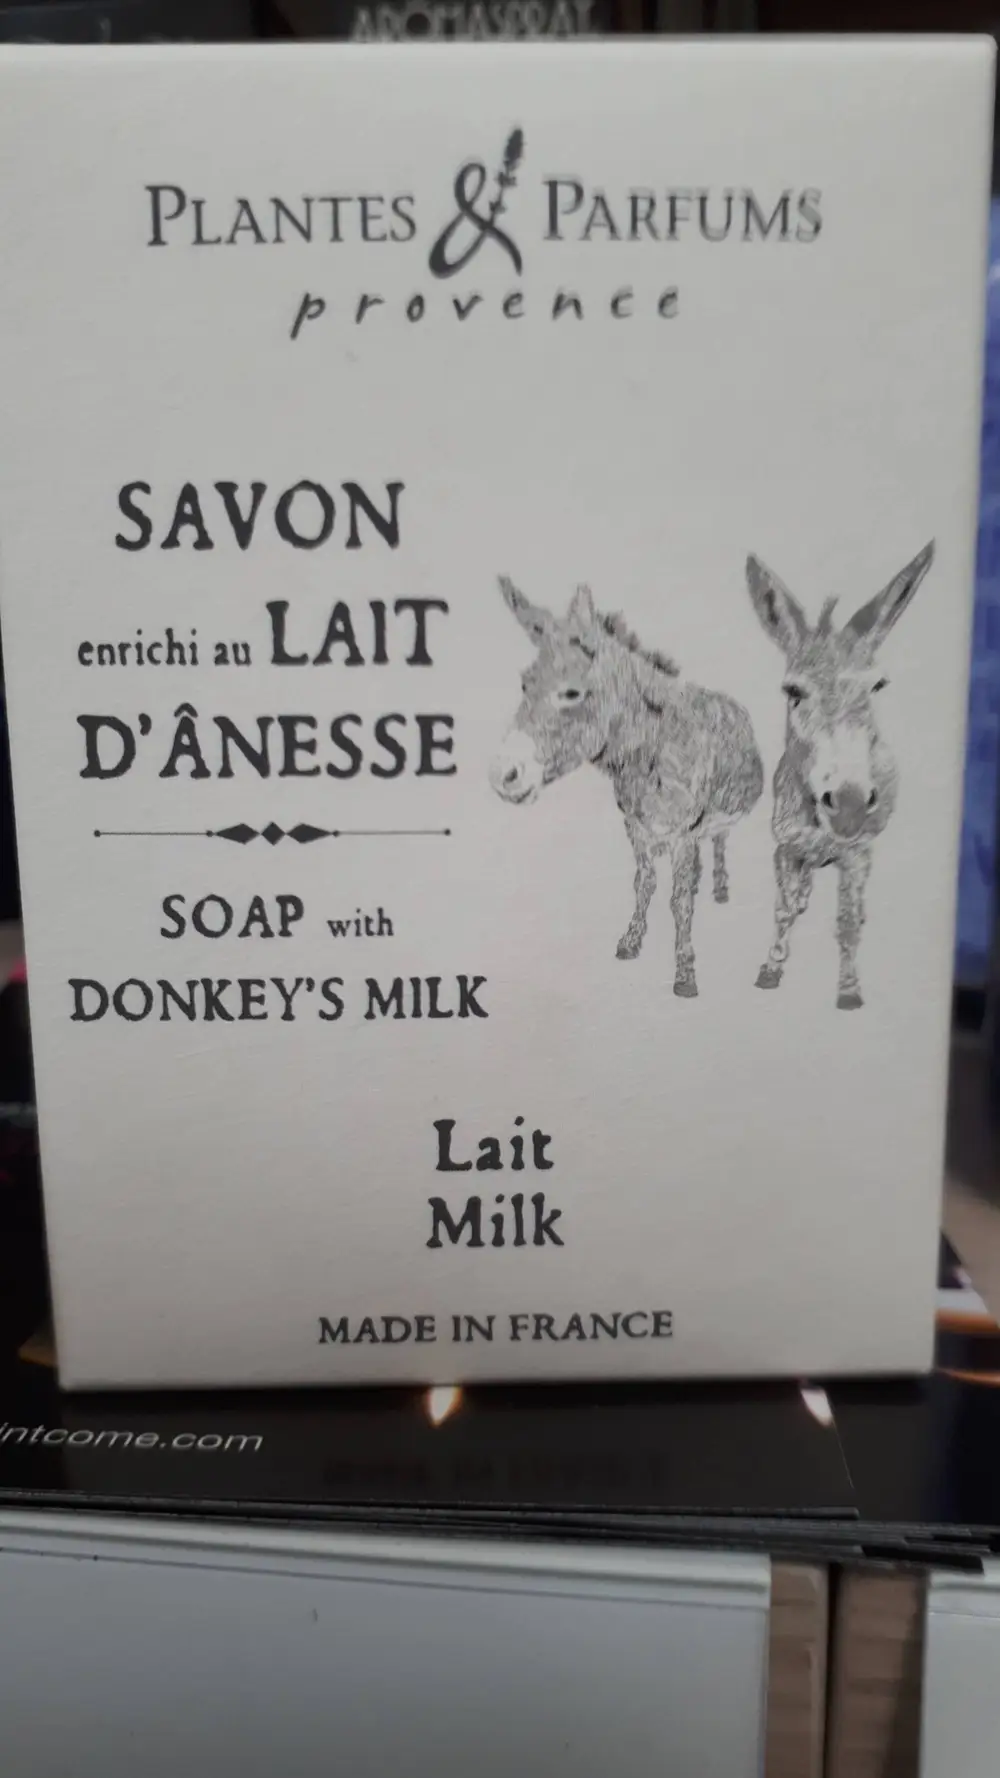 AROMASPRAY
PLANTES & PARFUMS
provence
SAVON
enrichi au LAIT
D'ÂNESSE
SOAP with
DONKEY'S MILK
Lait
Milk
MADE IN FRANCE
intcome.com